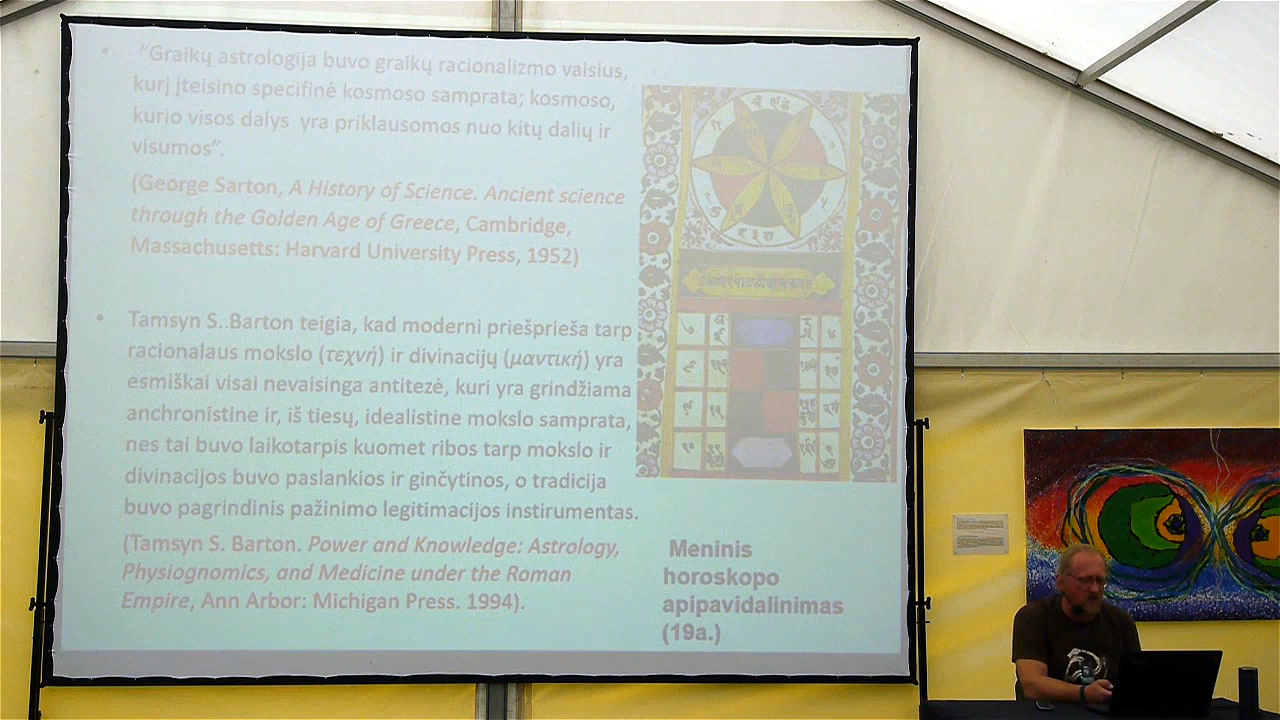 • “Graikų astrologija buvo graikų racionalizmo vaisius,
kurį įteisino specifinė kosmoso samprata; kosmoso,
kurio visos dalys yra priklausomos nuo kitų dalių ir
visumos”.
(George Sarton, A History of Science. Ancient science
through the Golden Age of Greece, Cambridge,
Massachusetts: Harvard University Press, 1952)
• Tamsyn S..Barton teigia, kad moderni priešprieša tarp
racionalaus mokslo (τεχνή) ir divinacijų (μαντική) yra
esmiškai visai nevaisinga antitezė, kuri yra grindžiama
anchronistine ir, iš tiesų, idealistine mokslo samprata,
nes tai buvo laikotarpis kuomet ribos tarp mokslo ir
divinacijos buvo paslankios ir ginčytinos, o tradicija
buvo pagrindinis pažinimo legitimacijos instrumentas.
(Tamsyn S. Barton. Power and Knowledge: Astrology,
Physiognomics, and Medicine under the Roman
Empire, Ann Arbor: Michigan Press. 1994).
Meninis
horoskopo
apipavidalinimas
(19a.)